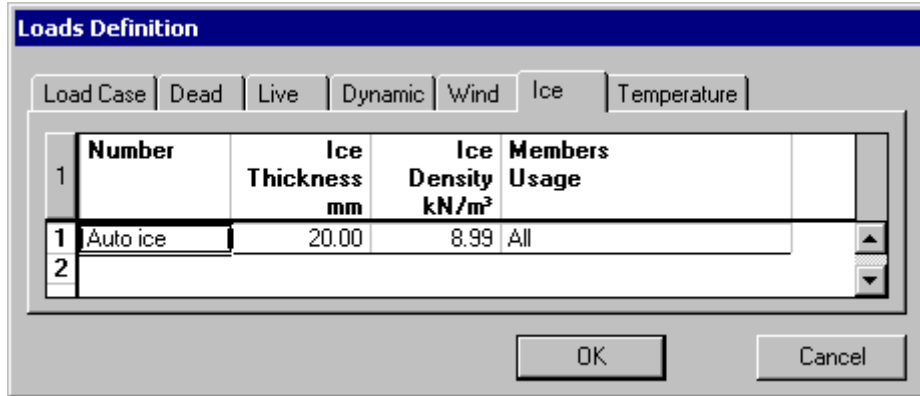 Loads Definition
Load Case Dead Live Dynamic Wind Ice Temperature
1 Number Ice Ice Members
Thickness Density Usage
mm kN/m³
1 Auto ice 20.00 8.99 All
2
OK Cancel